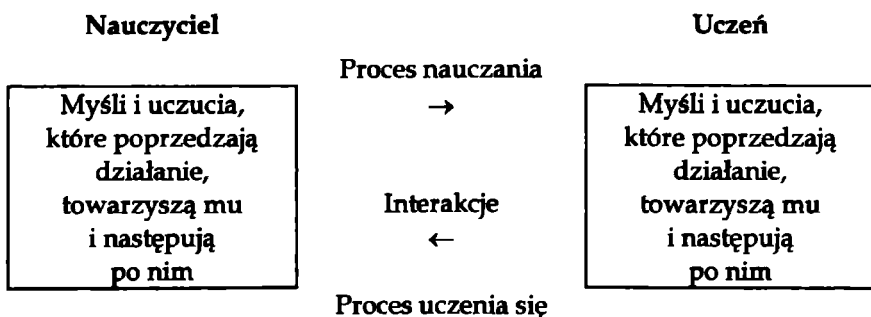 Nauczyciel
Uczeń
Proces nauczania
→
Myśli i uczucia,
które poprzedzają
działanie,
towarzyszą mu
i następują
po nim
Interakcje
←
Myśli i uczucia,
które poprzedzają
działanie,
towarzyszą mu
i następują
po nim
Proces uczenia się